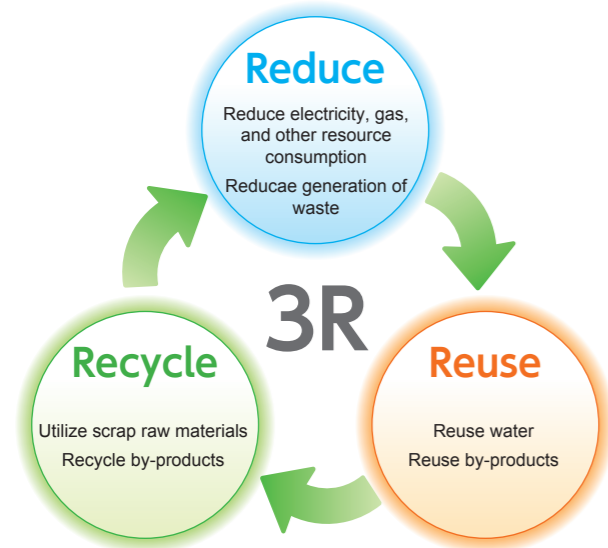 Reduce
Reduce electricity, gas,
and other resource
consumption
Reducae generation of
waste
3R
Recycle
Utilize scrap raw materials
Recycle by-products
Reuse
Reuse water
Reuse by-products